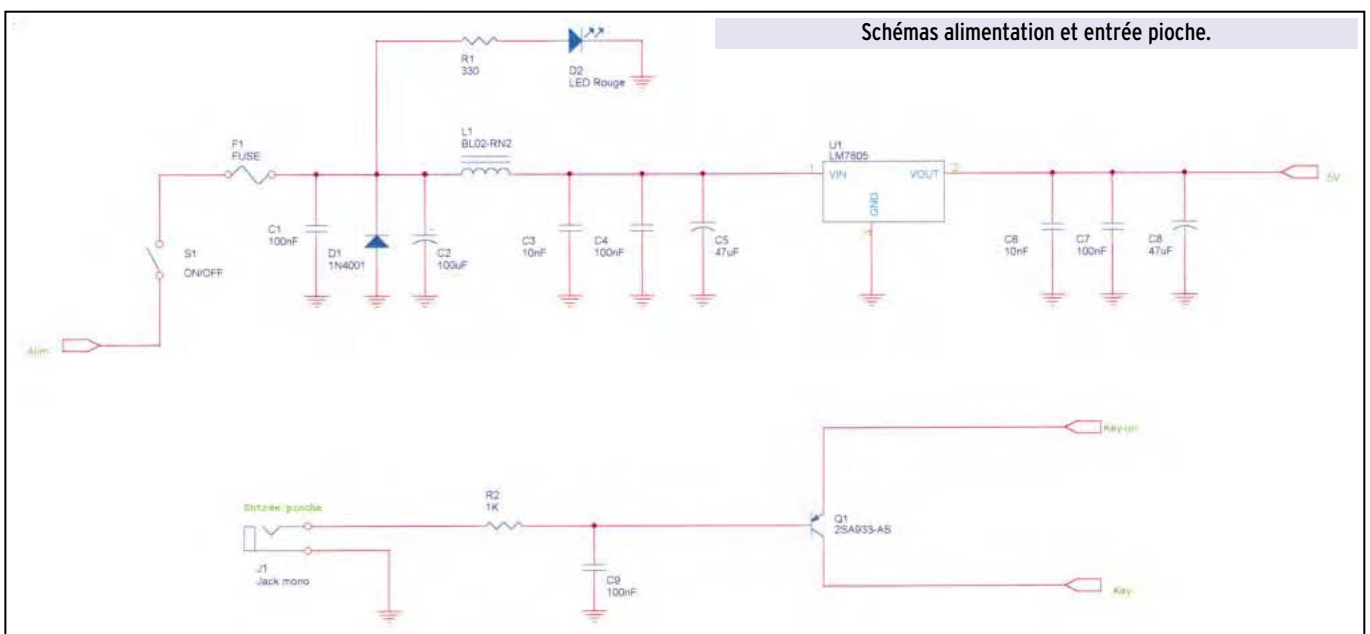 Schémas alimentation et entrée pioche.
R1
330
D2
LED Rouge
F1
FUSE
L1
BL02-RN2
U1
LM7805
1
VIN
VOUT
GND
5V
S1
ON/OFF
C1
100nF
D1
1N4001
C2
100uF
C3
10nF
C4
100nF
C5
47uF
C6
10nF
C7
100nF
C8
47uF
Alim
Key-on
Entrée pioche
R2
1K
Q1
2SA933-AS
J1
Jack mono
C9
100nF
Key